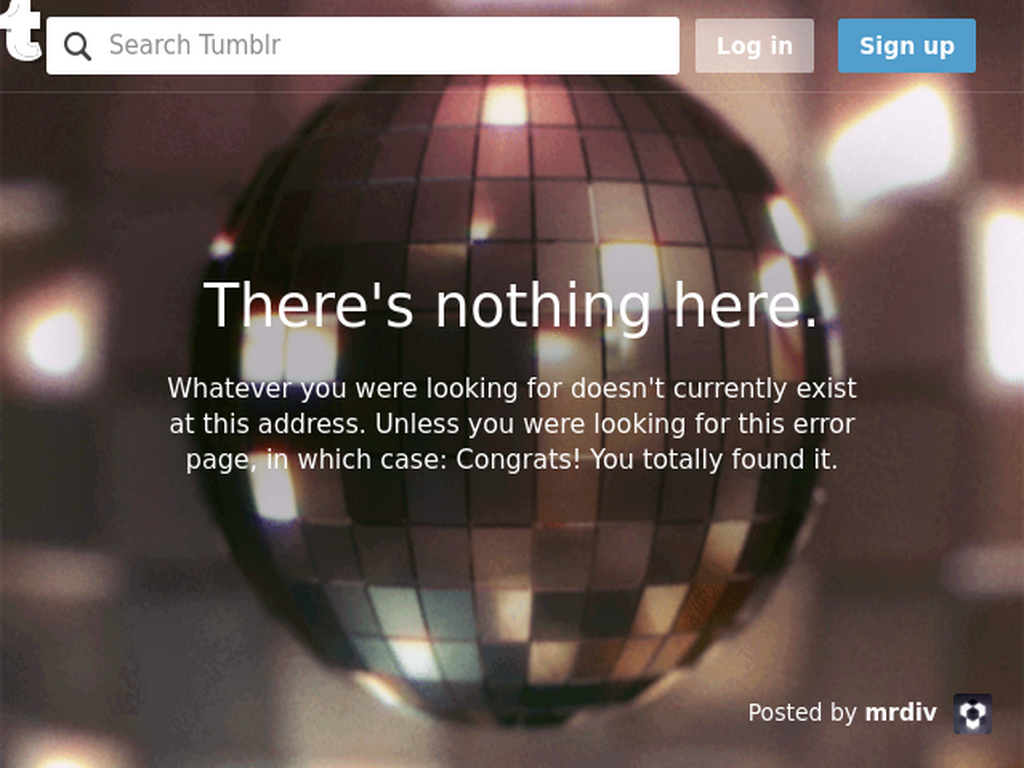 t
Search Tumblr
Log in
Sign up
There's nothing here.
Whatever you were looking for doesn't currently exist
at this address. Unless you were looking for this error
page, in which case: Congrats! You totally found it.
Posted by mrdiv